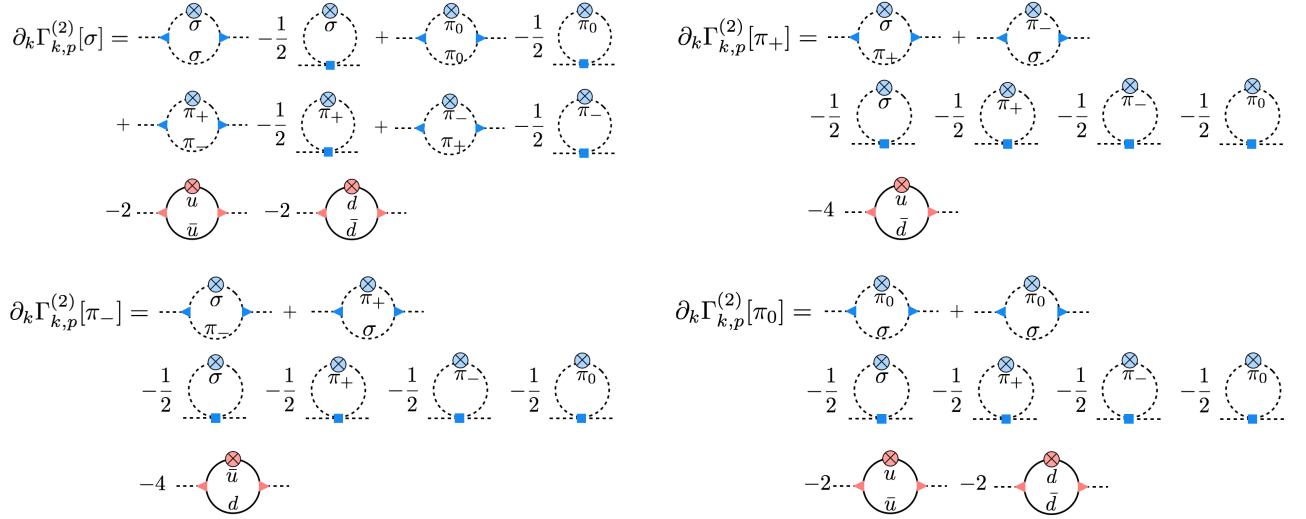 ∂ₖΓ⁽²⁾ₖ,ₚ[σ] = σ σ −1/2 σ + π₀ π₀ −1/2 π₀
+ π₊ π₋ −1/2 π₊ + π₋ π₊ −1/2 π₋
−2 u ū −2 d d̄
∂ₖΓ⁽²⁾ₖ,ₚ[π₊] = σ π₊ + π₋ σ
−1/2 σ −1/2 π₊ −1/2 π₋ −1/2 π₀
−4 u d̄
∂ₖΓ⁽²⁾ₖ,ₚ[π₋] = σ π₋ + π₊ σ
−1/2 σ −1/2 π₊ −1/2 π₋ −1/2 π₀
−4 ū d
∂ₖΓ⁽²⁾ₖ,ₚ[π₀] = π₀ σ + π₀ σ
−1/2 σ −1/2 π₊ −1/2 π₋ −1/2 π₀
−2 u ū −2 d d̄